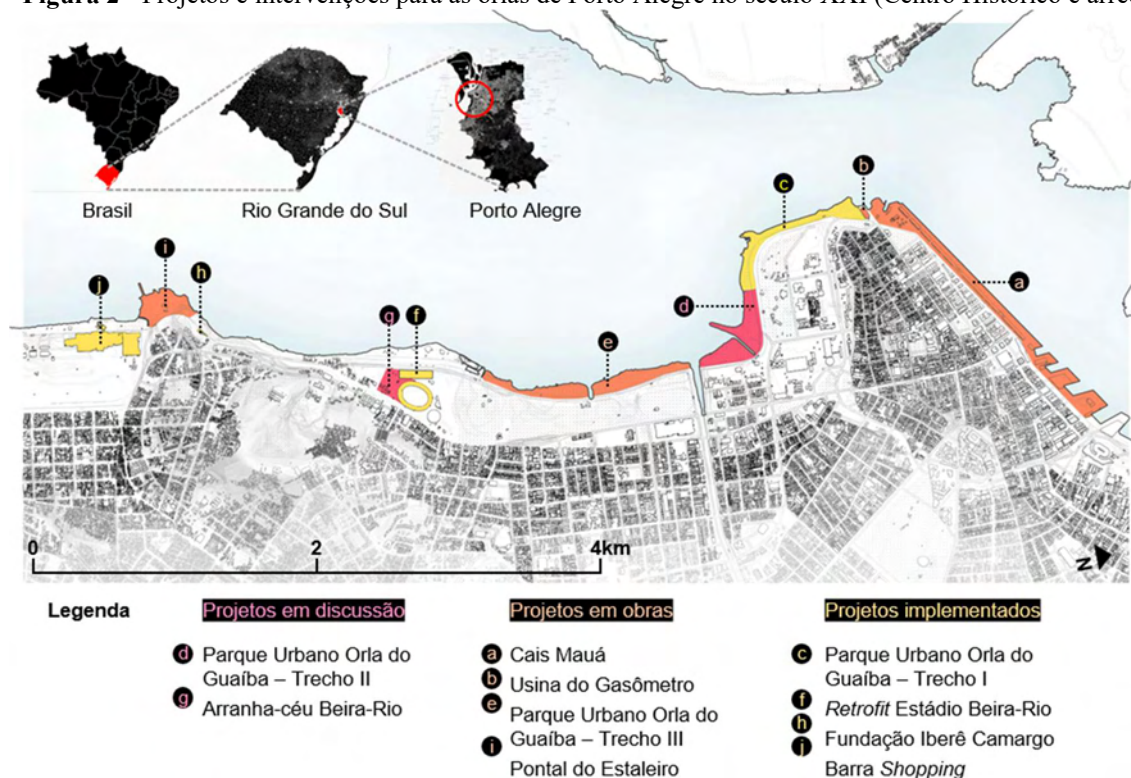 Figura 2 - Projetos e intervenções para as orlas de Porto Alegre no século XXI (Centro Histórico e
Brasil
Rio Grande do Sul
Porto Alegre
b
c
a
i
h
j
d
g
f
e
0
2
4km
N
Legenda
Projetos em discussão
d Parque Urbano Orla do
Guaíba – Trecho II
g Arranha-céu Beira-Rio
Projetos em obras
a Cais Mauá
b Usina do Gasômetro
e Parque Urbano Orla do
i Guaíba – Trecho III
Pontal do Estaleiro
Projetos implementados
c Parque Urbano Orla do
Guaíba – Trecho I
f Retrofit Estádio Beira-Rio
h Fundação Iberê Camargo
j Barra Shopping